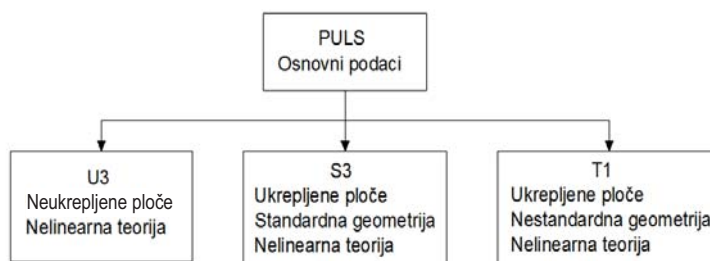 PULS
Osnovni podaci
U3
Neukrepljene ploče
Nelinearna teorija
S3
Ukrepljene ploče
Standardna geometrija
Nelinearna teorija
T1
Ukrepljene ploče
Nestandardna geometrija
Nelinearna teorija